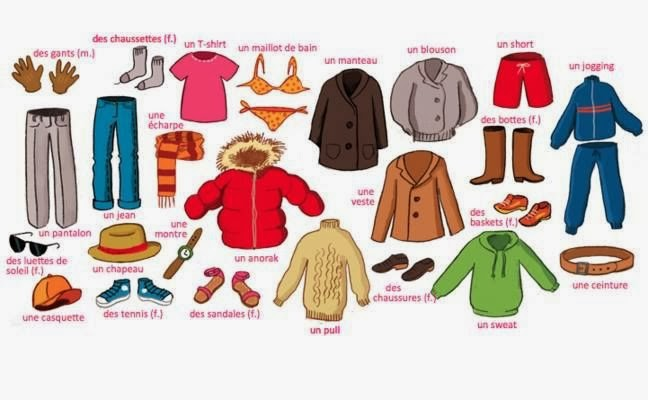 des gants (m.)
des chaussettes (f.)
un T-shirt
un maillot de bain
un manteau
un blouson
un short
un jogging
une
écharpe
des bottes (f.)
un pantalon
un jean
une
montre
un anorak
une
veste
des
baskets (f.)
des luettes de
soleil (f.)
un chapeau
une casquette
des tennis (f.)
des sandales (f.)
un pull
des
chaussures (f.)
un sweat
une ceinture